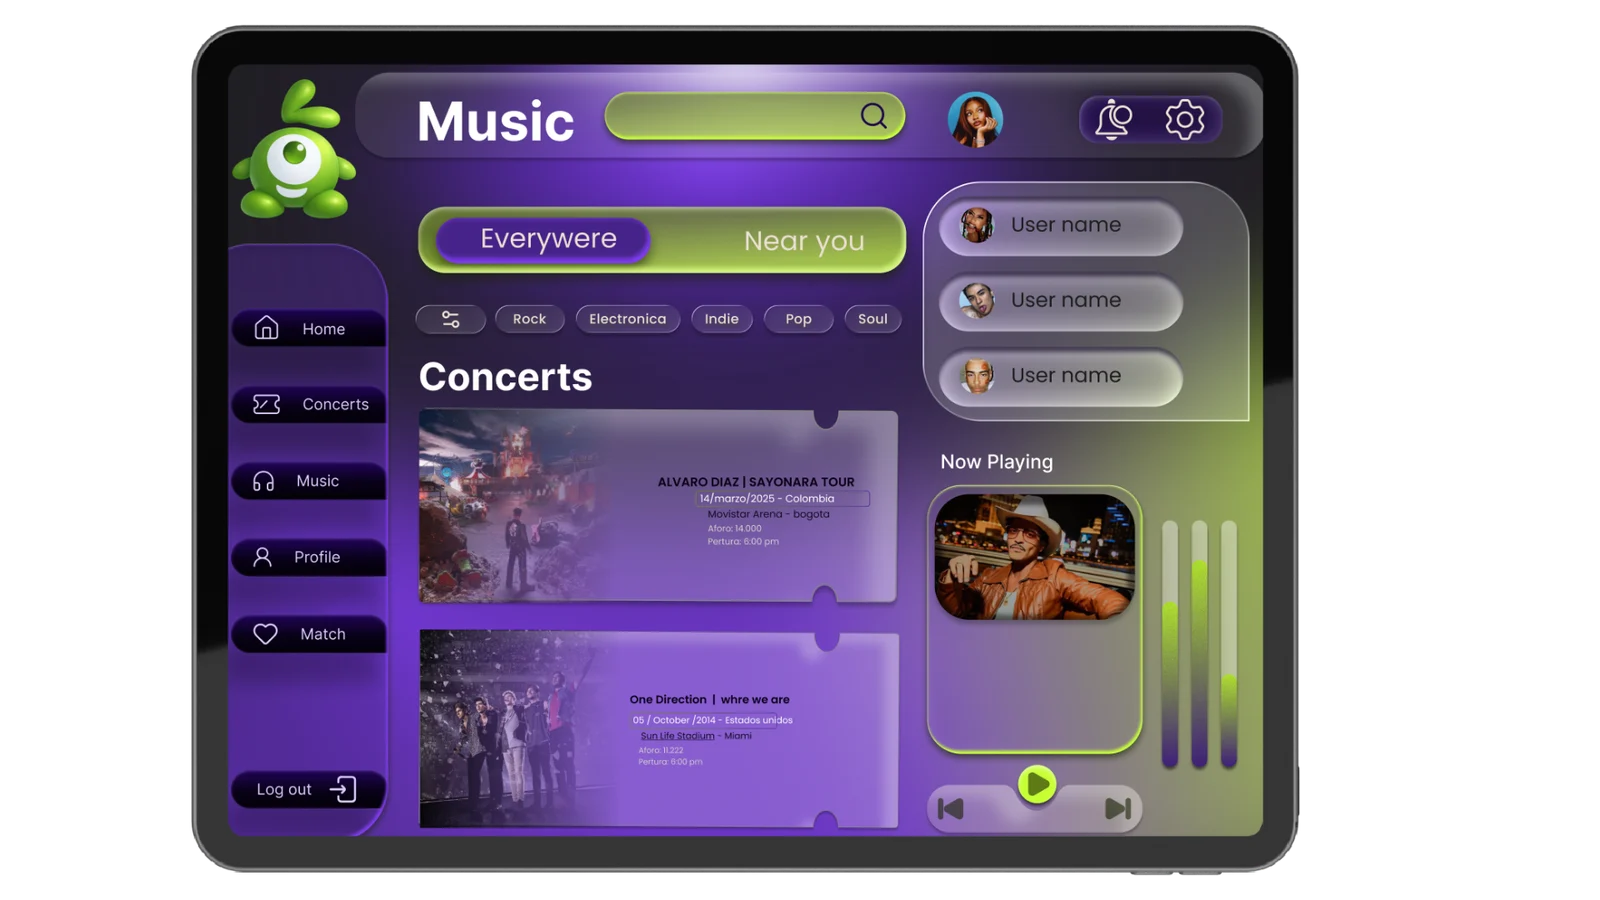 Music
Everywere
Near you
Rock
Electronica
Indie
Pop
Soul
Concerts
Home
Concerts
Music
Profile
Match
Log out
ALVARO DIAZ | SAYONARA TOUR
14/marzo/2025 - Colombia
Movistar Arena - bogota
Aforo: 14.000
Pertura: 6:00 pm
One Direction | whre we are
05 / October /2014 - Estados unidos
Sun Life Stadium - Miami
Aforo: 11.222
Pertura: 6:00 pm
User name
User name
User name
Now Playing